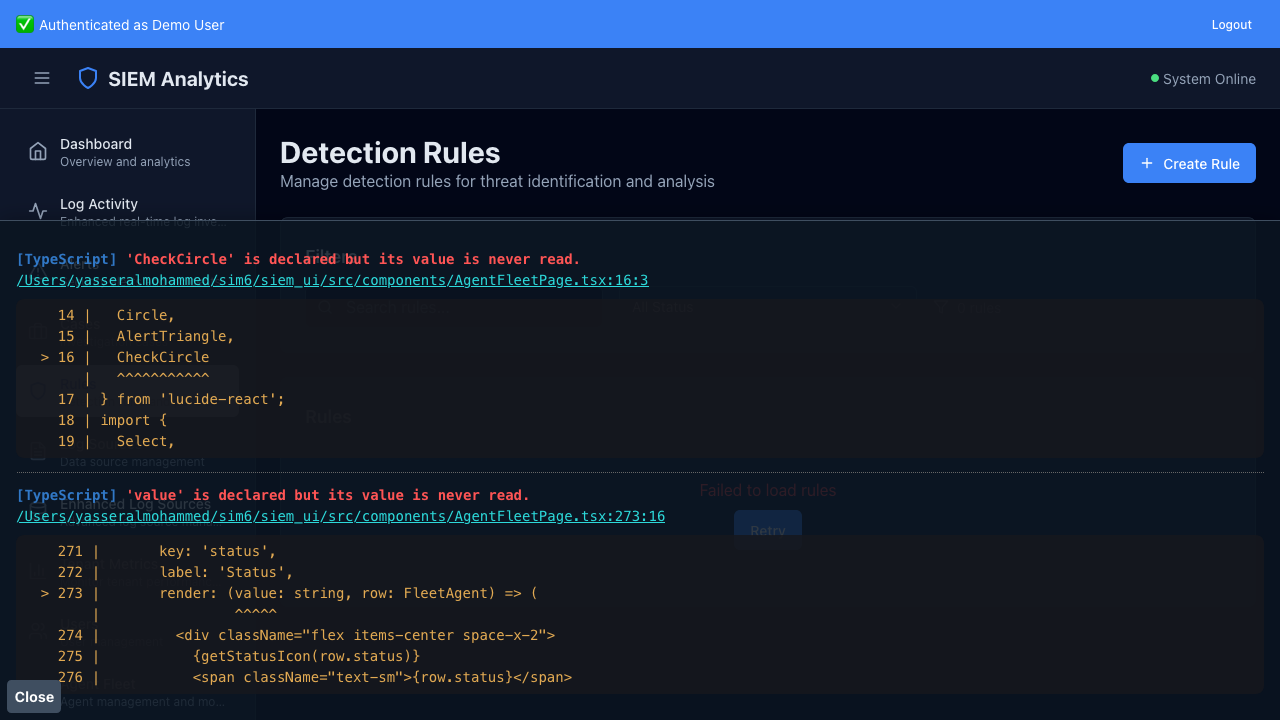 ✅ Authenticated as Demo User
Logout
SIEM Analytics
System Online
Dashboard
Overview and analytics
Log Activity
Enhanced real-time log inve...
Detection Rules
Manage detection rules for threat identification and analysis
Create Rule
Filters
Alerts
[TypeScript] 'CheckCircle' is declared but its value is never read.
/Users/yasseralmohammed/sim6/siem_ui/src/components/AgentFleetPage.tsx:16:3
14 |   Circle,
15 |   AlertTriangle,
> 16 |   CheckCircle
|   ^^^^^^^^^^^
17 | } from 'lucide-react';
18 | import {
19 |   Select,
Rules
Data source management
[TypeScript] 'value' is declared but its value is never read.
Enhanced Log Sources
/Users/yasseralmohammed/sim6/siem_ui/src/components/AgentFleetPage.tsx:273:16
Failed to load rules
Retry
271 |       key: 'status',
272 |       label: 'Status',
> 273 |       render: (value: string, row: FleetAgent) => (
|                ^^^^^
274 |         <div className="flex items-center space-x-2">
275 |           {getStatusIcon(row.status)}
276 |           <span className="text-sm">{row.status}</span>
Close
Agent management and mo...